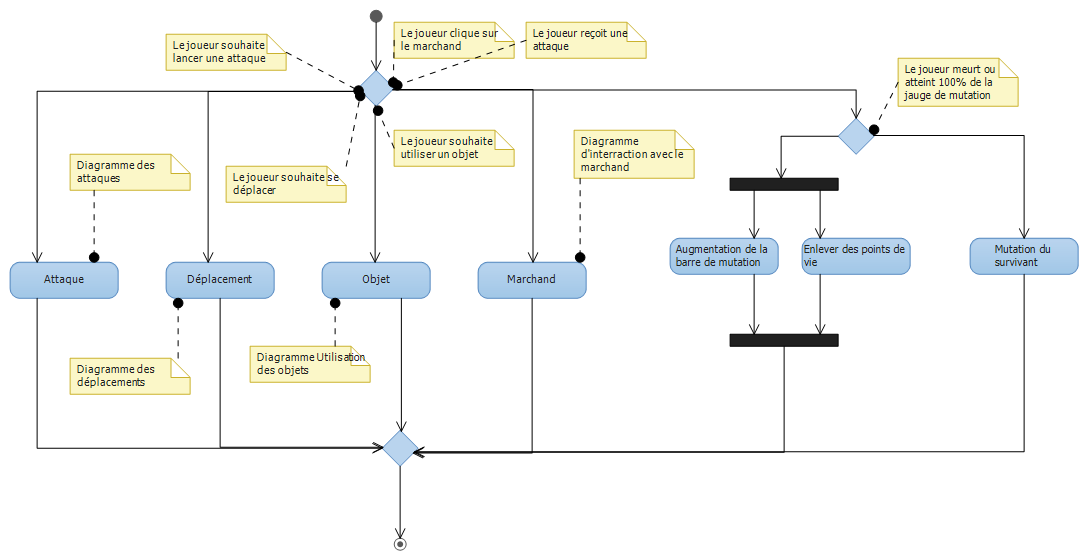 Le joueur souhaite
lancer une attaque
Le joueur clique sur
le marchand
Le joueur reçoit une
attaque
Le joueur meurt ou
atteint 100% de la
jauge de mutation
Le joueur souhaite
utiliser un objet
Diagramme
d'interraction avec le
marchand
Diagramme des
attaques
Le joueur souhaite se
déplacer
Augmentation de la
barre de mutation
Enlever des points de
vie
Mutation du
survivant
Attaque
Déplacement
Objet
Marchand
Diagramme des
déplacements
Diagramme Utilisation
des objets